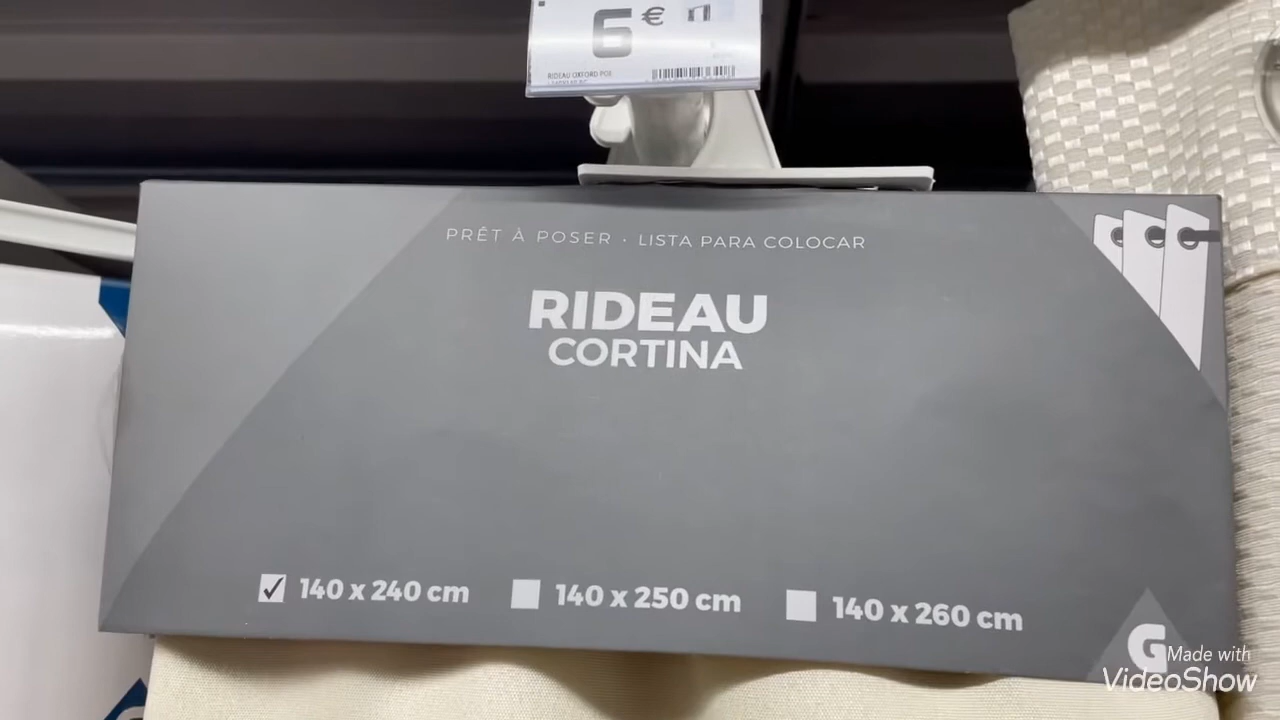 6€
RIDEAU OXFORD POE
PRÊT À POSER · LISTA PARA COLOCAR
RIDEAU
CORTINA
140 x 240 cm 140 x 250 cm 140 x 260 cm
G
Made with
VideoShow